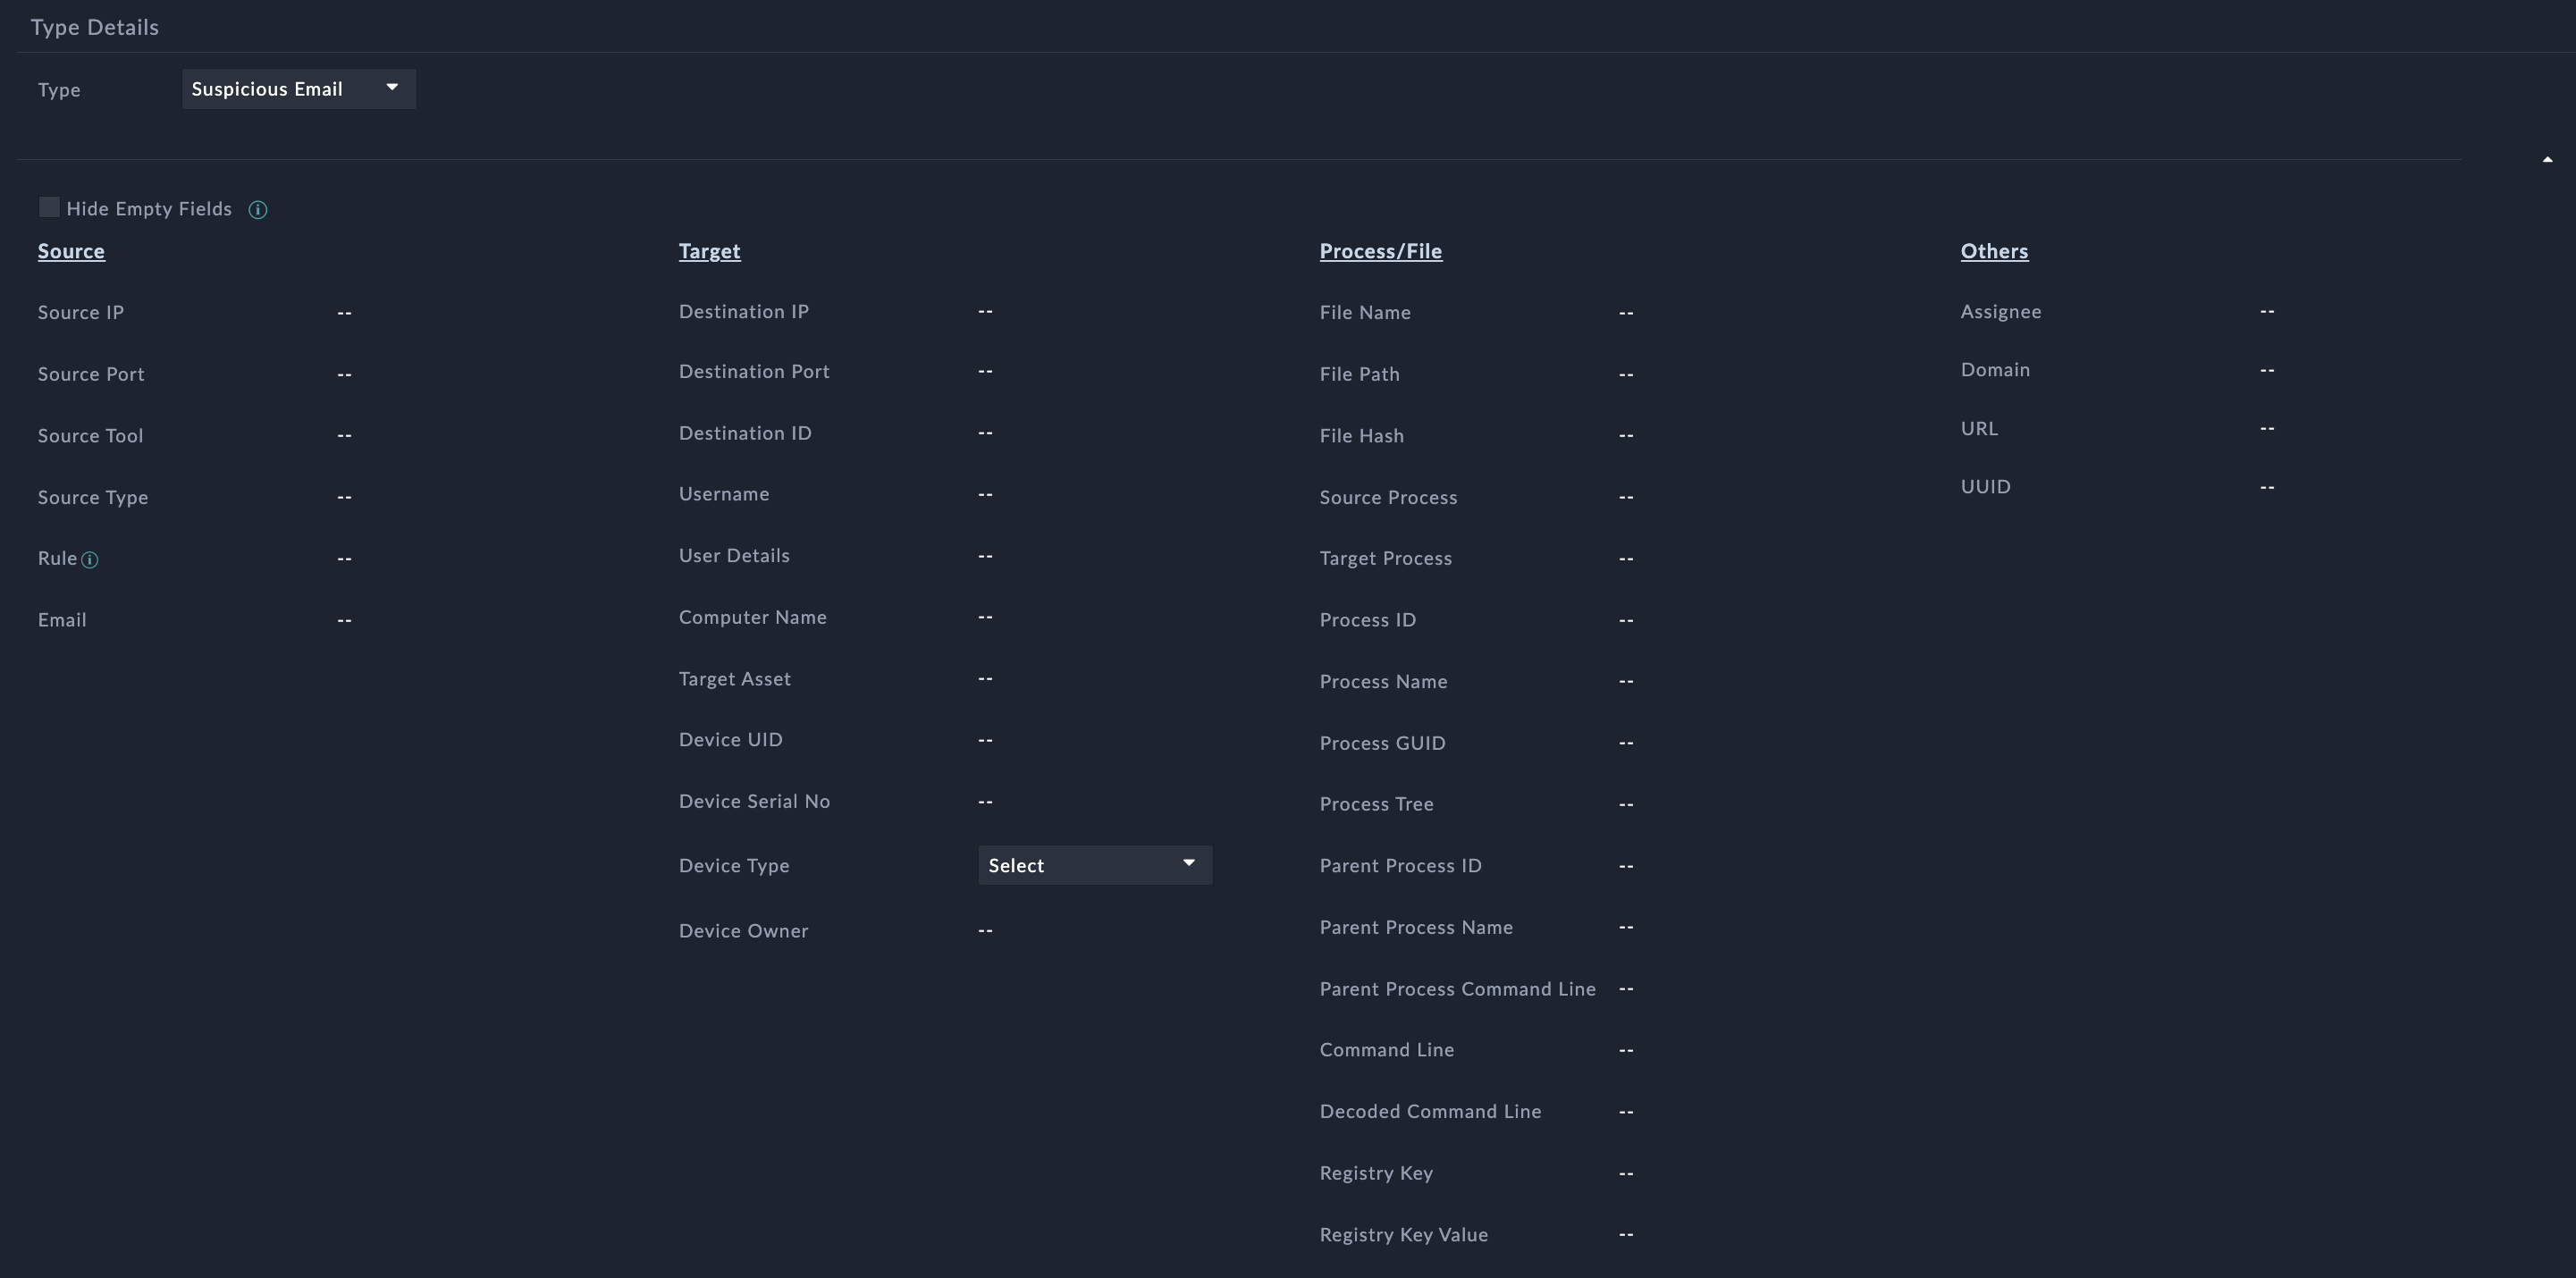 Type Details
Type Suspicious Email
Hide Empty Fields
Source
Source IP --
Source Port --
Source Tool --
Source Type --
Rule --
Email --
Target
Destination IP --
Destination Port --
Destination ID --
Username --
User Details --
Computer Name --
Target Asset --
Device UID --
Device Serial No --
Device Type Select
Device Owner --
Process/File
File Name --
File Path --
File Hash --
Source Process --
Target Process --
Process ID --
Process Name --
Process GUID --
Process Tree --
Parent Process ID --
Parent Process Name --
Parent Process Command Line --
Command Line --
Decoded Command Line --
Registry Key --
Registry Key Value --
Others
Assignee --
Domain --
URL --
UUID --